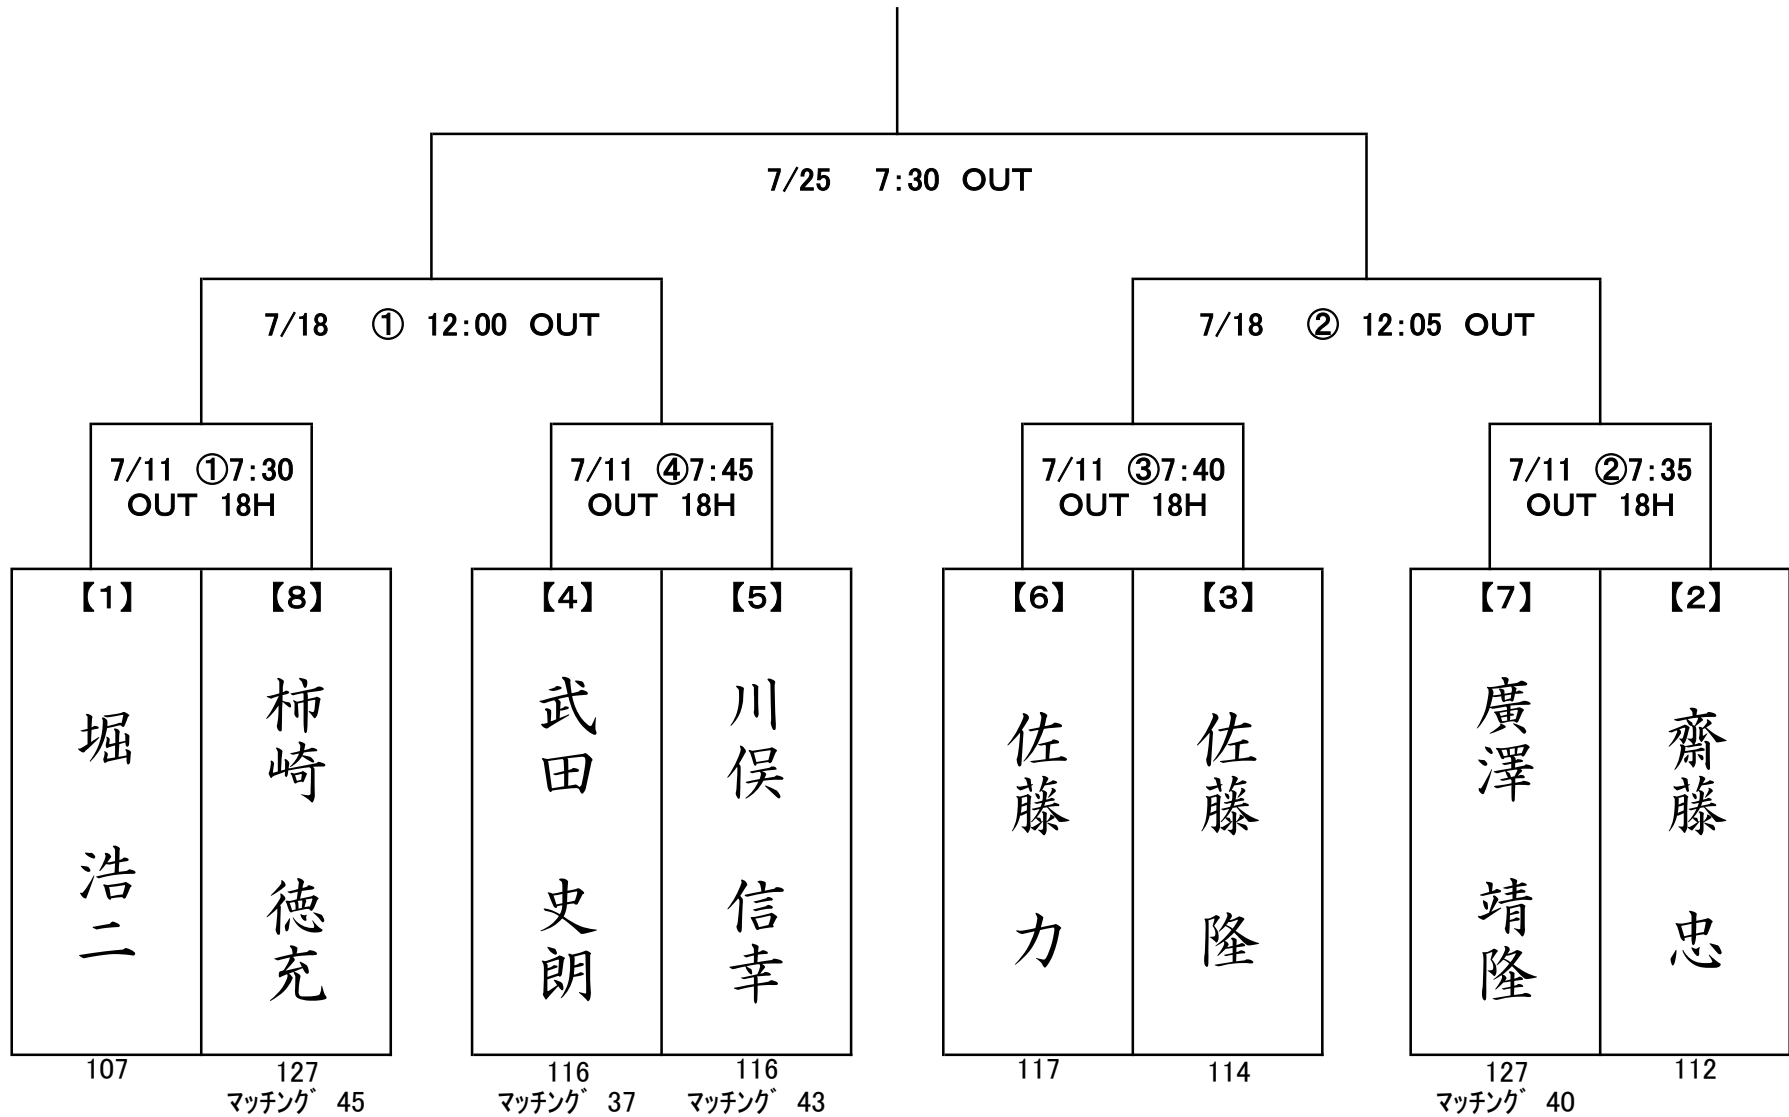 7/25 7:30 OUT
7/18 ① 12:00 OUT
7/18 ② 12:05 OUT
7/11 ①7:30
OUT 18H
7/11 ④7:45
OUT 18H
7/11 ③7:40
OUT 18H
7/11 ②7:35
OUT 18H
【1】
堀 浩二
107
【8】
柿崎 徳充
127
ﾏｯﾁﾝｸﾞ 45
【4】
武田 史朗
116
ﾏｯﾁﾝｸﾞ 37
【5】
川俣 信幸
116
ﾏｯﾁﾝｸﾞ 43
【6】
佐藤 力
117
【3】
佐藤 隆
114
【7】
廣澤 靖隆
127
ﾏｯﾁﾝｸﾞ 40
【2】
齋藤 忠
112